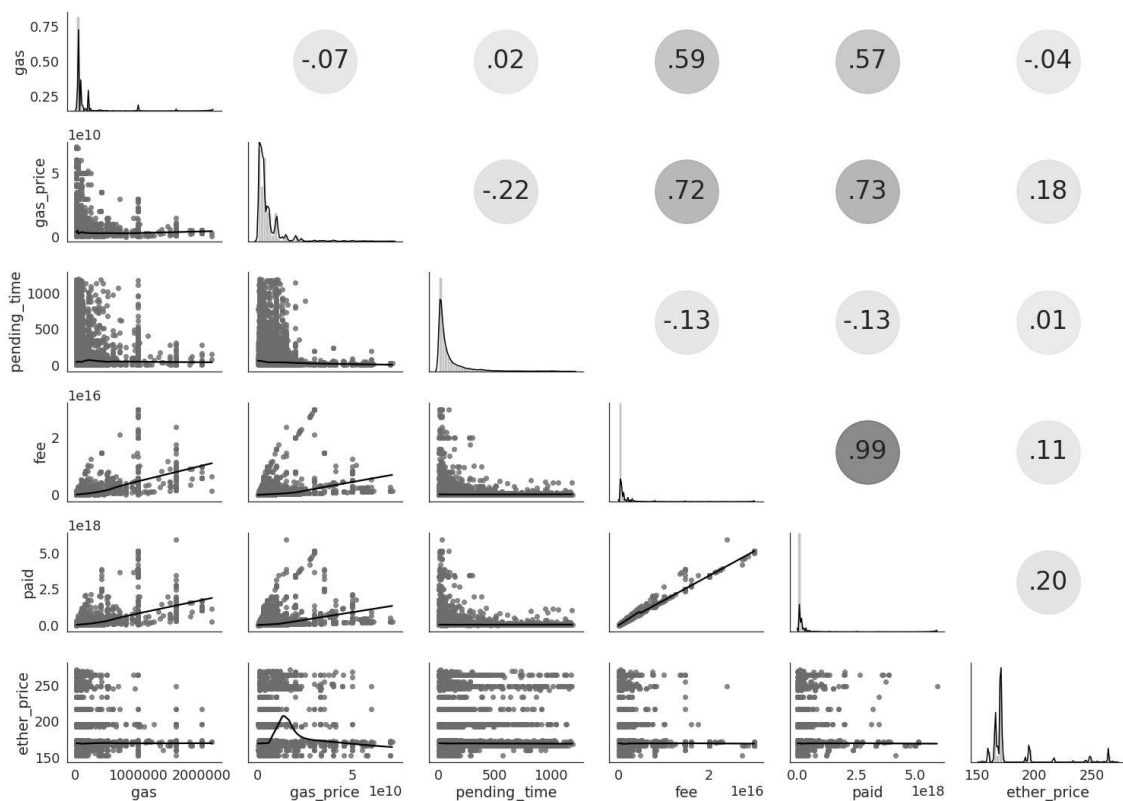 0.75
0.50
0.25
gas
-.07
.02
.59
.57
-.04
1e10
5
0
gas_price
-.22
.72
.73
.18
1000
500
0
pending_time
-.13
-.13
.01
1e16
2
0
fee
.99
.11
1e18
5.0
2.5
0.0
paid
.20
250
200
150
ether_price
0 1000000 2000000
gas
0 5
gas_price 1e10
0 500 1000
pending_time
0 2
fee 1e16
0.0 2.5 5.0
paid 1e18
150 200 250
ether_price